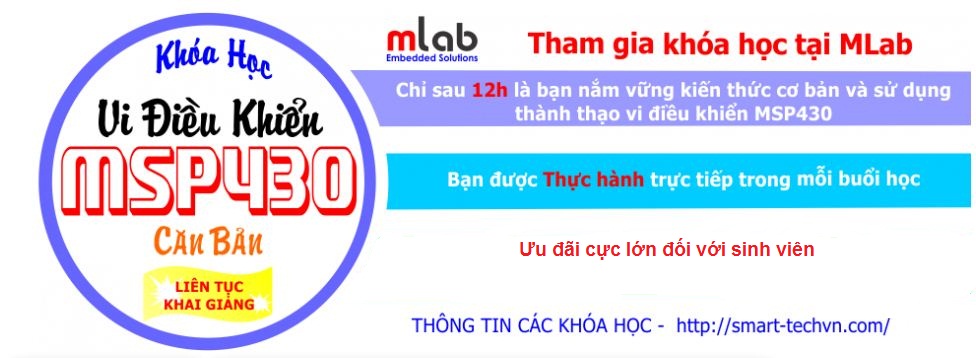 Khóa Học
Vi Điều Khiển
MSP430
CĂN BẢN
LIÊN TỤC
KHAI GIẢNG
mLab
Embedded Solutions
Tham gia khóa học tại MLab
Chỉ sau 12h là bạn nắm vững kiến thức cơ bản và sử dụng
thành thạo vi điều khiển MSP430
Bạn được Thực hành trực tiếp trong mỗi buổi học
Ưu đãi cực lớn đối với sinh viên
THÔNG TIN CÁC KHÓA HỌC - http://smart-techvn.com/